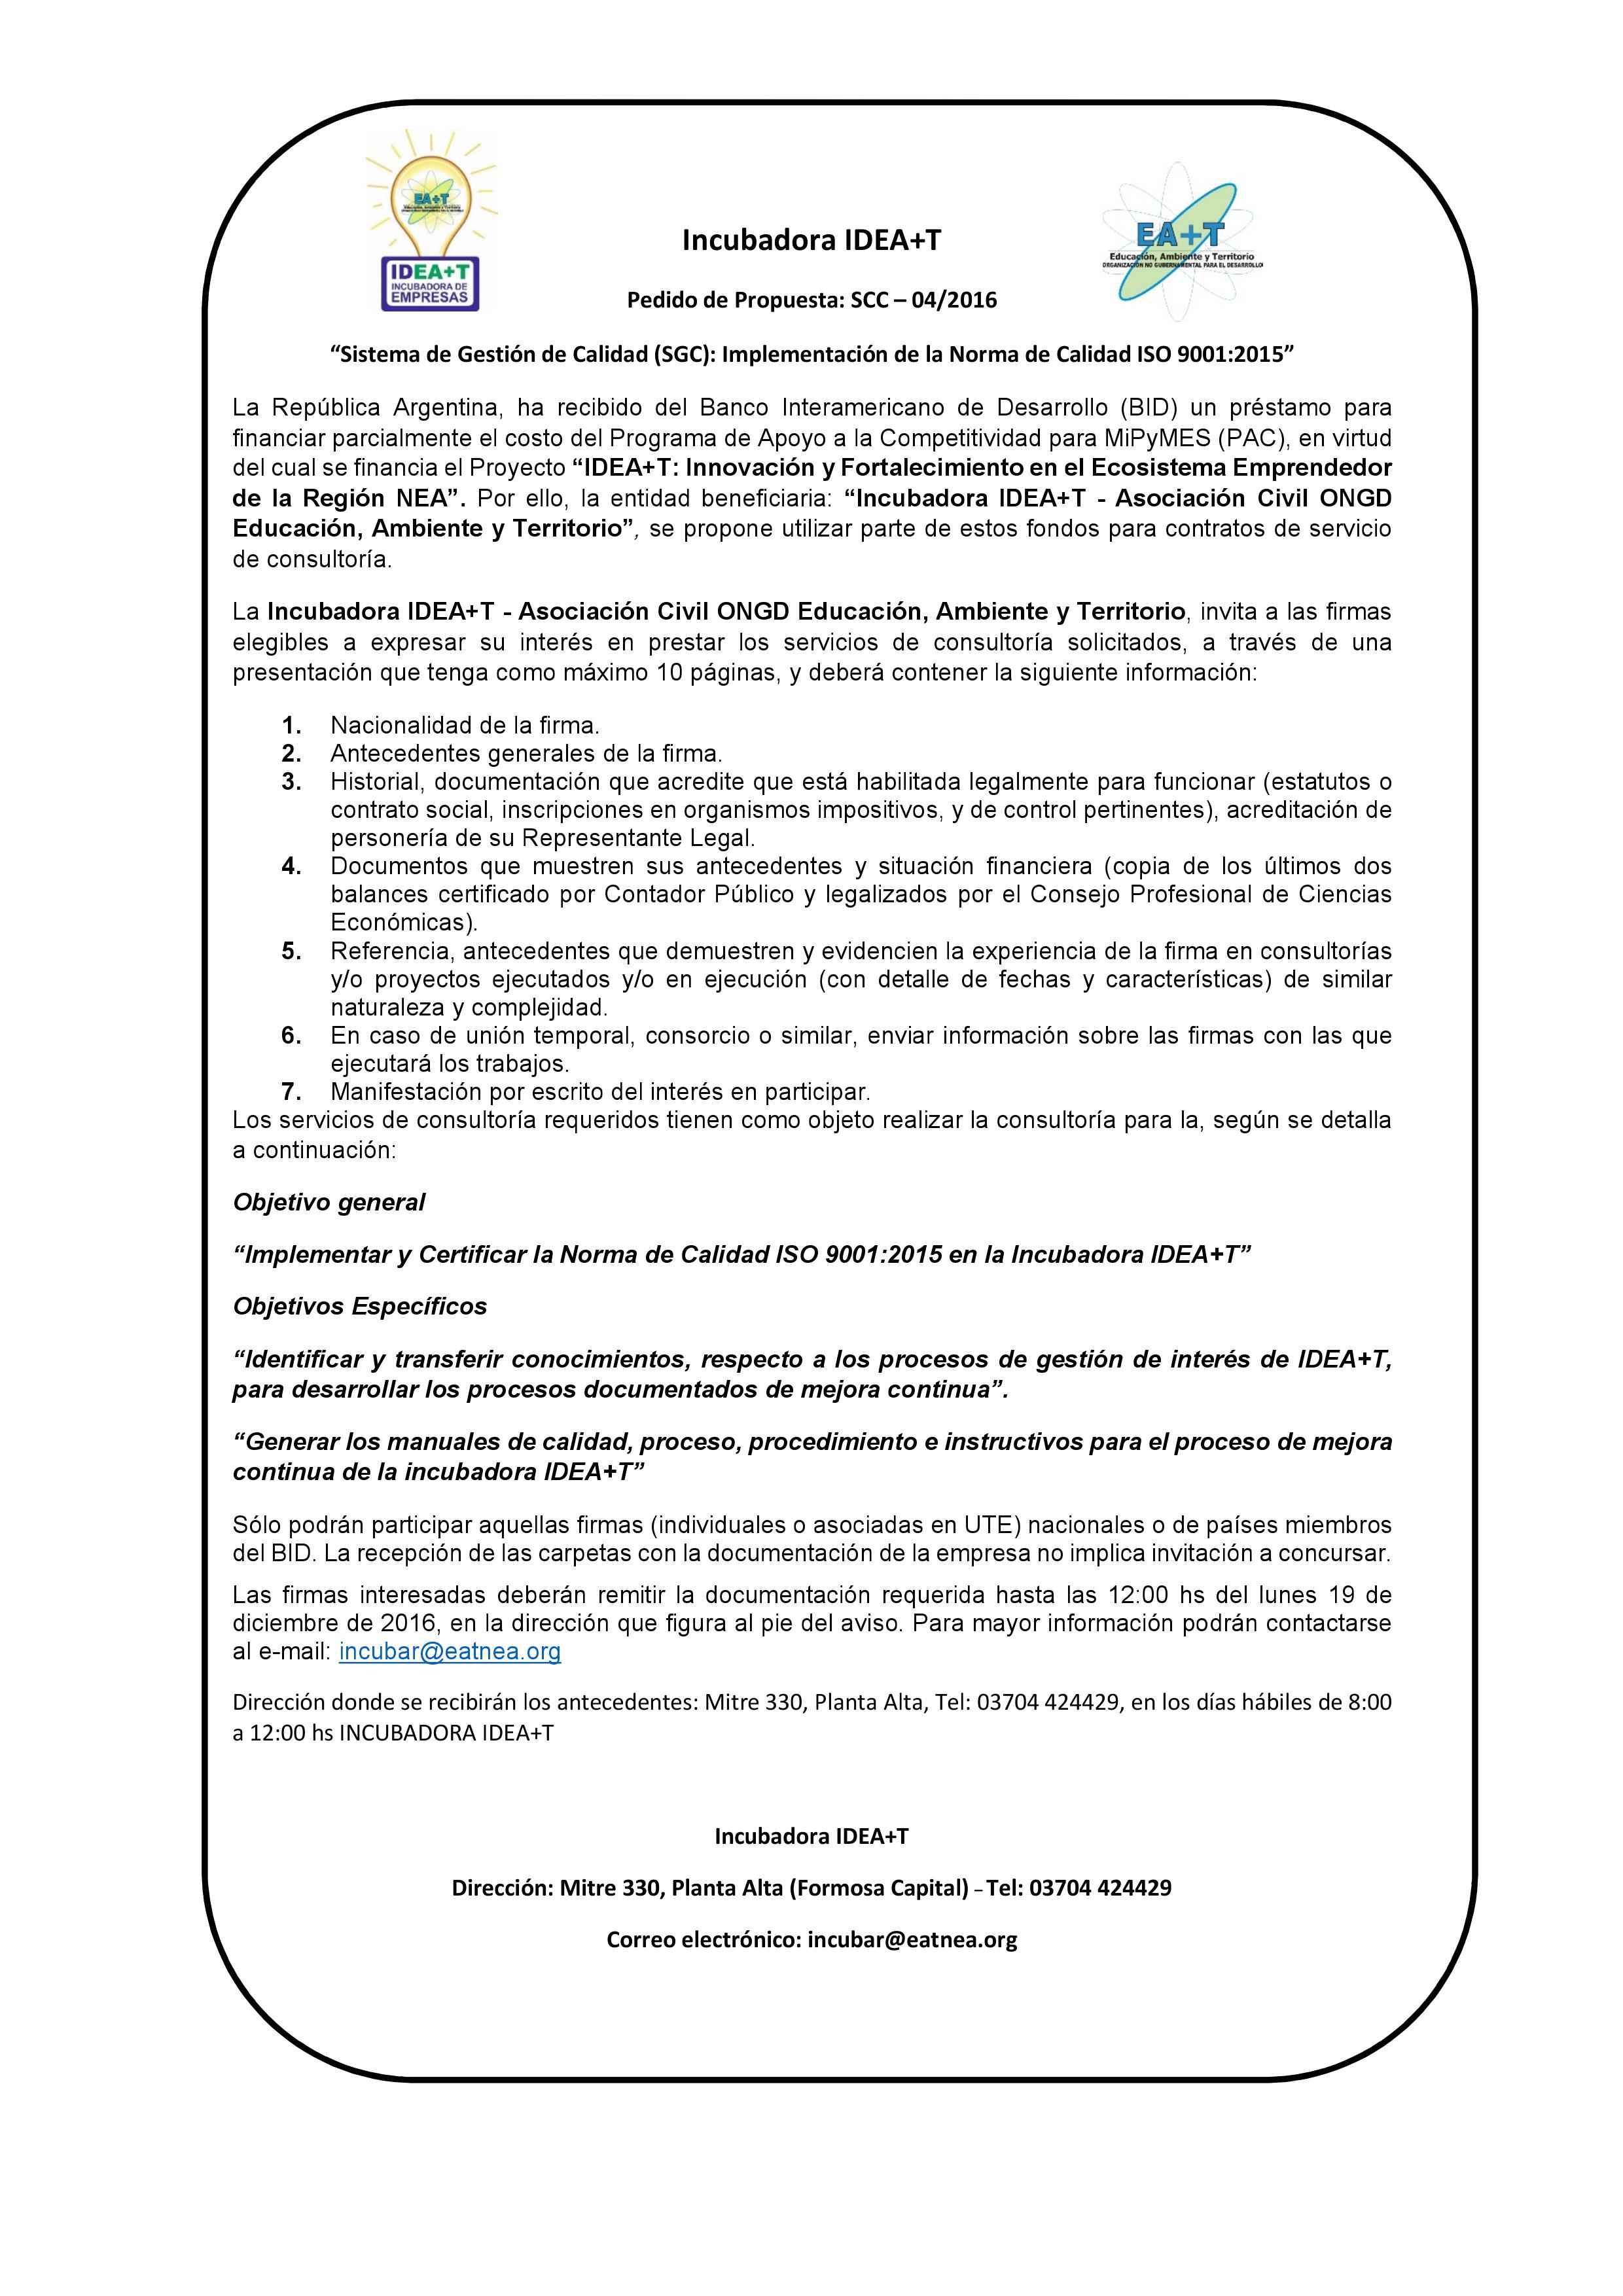 EA+T
IDEA+T
INCUBADORA DE
EMPRESAS
EA+T
Educación, Ambiente y Territorio
ORGANIZACIÓN NO GUBERNAMENTAL PARA EL DESARROLLO
Incubadora IDEA+T
Pedido de Propuesta: SCC – 04/2016
“Sistema de Gestión de Calidad (SGC): Implementación de la Norma de Calidad ISO 9001:2015”
La República Argentina, ha recibido del Banco Interamericano de Desarrollo (BID) un préstamo para
financiar parcialmente el costo del Programa de Apoyo a la Competitividad para MiPyMES (PAC), en virtud
del cual se financia el Proyecto “IDEA+T: Innovación y Fortalecimiento en el Ecosistema Emprendedor
de la Región NEA”. Por ello, la entidad beneficiaria: “Incubadora IDEA+T - Asociación Civil ONGD
Educación, Ambiente y Territorio”, se propone utilizar parte de estos fondos para contratos de servicio
de consultoría.
La Incubadora IDEA+T - Asociación Civil ONGD Educación, Ambiente y Territorio, invita a las firmas
elegibles a expresar su interés en prestar los servicios de consultoría solicitados, a través de una
presentación que tenga como máximo 10 páginas, y deberá contener la siguiente información:
1. Nacionalidad de la firma.
2. Antecedentes generales de la firma.
3. Historial, documentación que acredite que está habilitada legalmente para funcionar (estatutos o
contrato social, inscripciones en organismos impositivos, y de control pertinentes), acreditación de
personería de su Representante Legal.
4. Documentos que muestren sus antecedentes y situación financiera (copia de los últimos dos
balances certificado por Contador Público y legalizados por el Consejo Profesional de Ciencias
Económicas).
5. Referencia, antecedentes que demuestren y evidencien la experiencia de la firma en consultorías
y/o proyectos ejecutados y/o en ejecución (con detalle de fechas y características) de similar
naturaleza y complejidad.
6. En caso de unión temporal, consorcio o similar, enviar información sobre las firmas con las que
ejecutará los trabajos.
7. Manifestación por escrito del interés en participar.
Los servicios de consultoría requeridos tienen como objeto realizar la consultoría para la, según se detalla
a continuación:
Objetivo general
“Implementar y Certificar la Norma de Calidad ISO 9001:2015 en la Incubadora IDEA+T”
Objetivos Específicos
“Identificar y transferir conocimientos, respecto a los procesos de gestión de interés de IDEA+T,
para desarrollar los procesos documentados de mejora continua”.
“Generar los manuales de calidad, proceso, procedimiento e instructivos para el proceso de mejora
continua de la incubadora IDEA+T”
Sólo podrán participar aquellas firmas (individuales o asociadas en UTE) nacionales o de países miembros
del BID. La recepción de las carpetas con la documentación de la empresa no implica invitación a concursar.
Las firmas interesadas deberán remitir la documentación requerida hasta las 12:00 hs del lunes 19 de
diciembre de 2016, en la dirección que figura al pie del aviso. Para mayor información podrán contactarse
al e-mail: incubar@eatnea.org
Dirección donde se recibirán los antecedentes: Mitre 330, Planta Alta, Tel: 03704 424429, en los días hábiles de 8:00
a 12:00 hs INCUBADORA IDEA+T
Incubadora IDEA+T
Dirección: Mitre 330, Planta Alta (Formosa Capital) – Tel: 03704 424429
Correo electrónico: incubar@eatnea.org